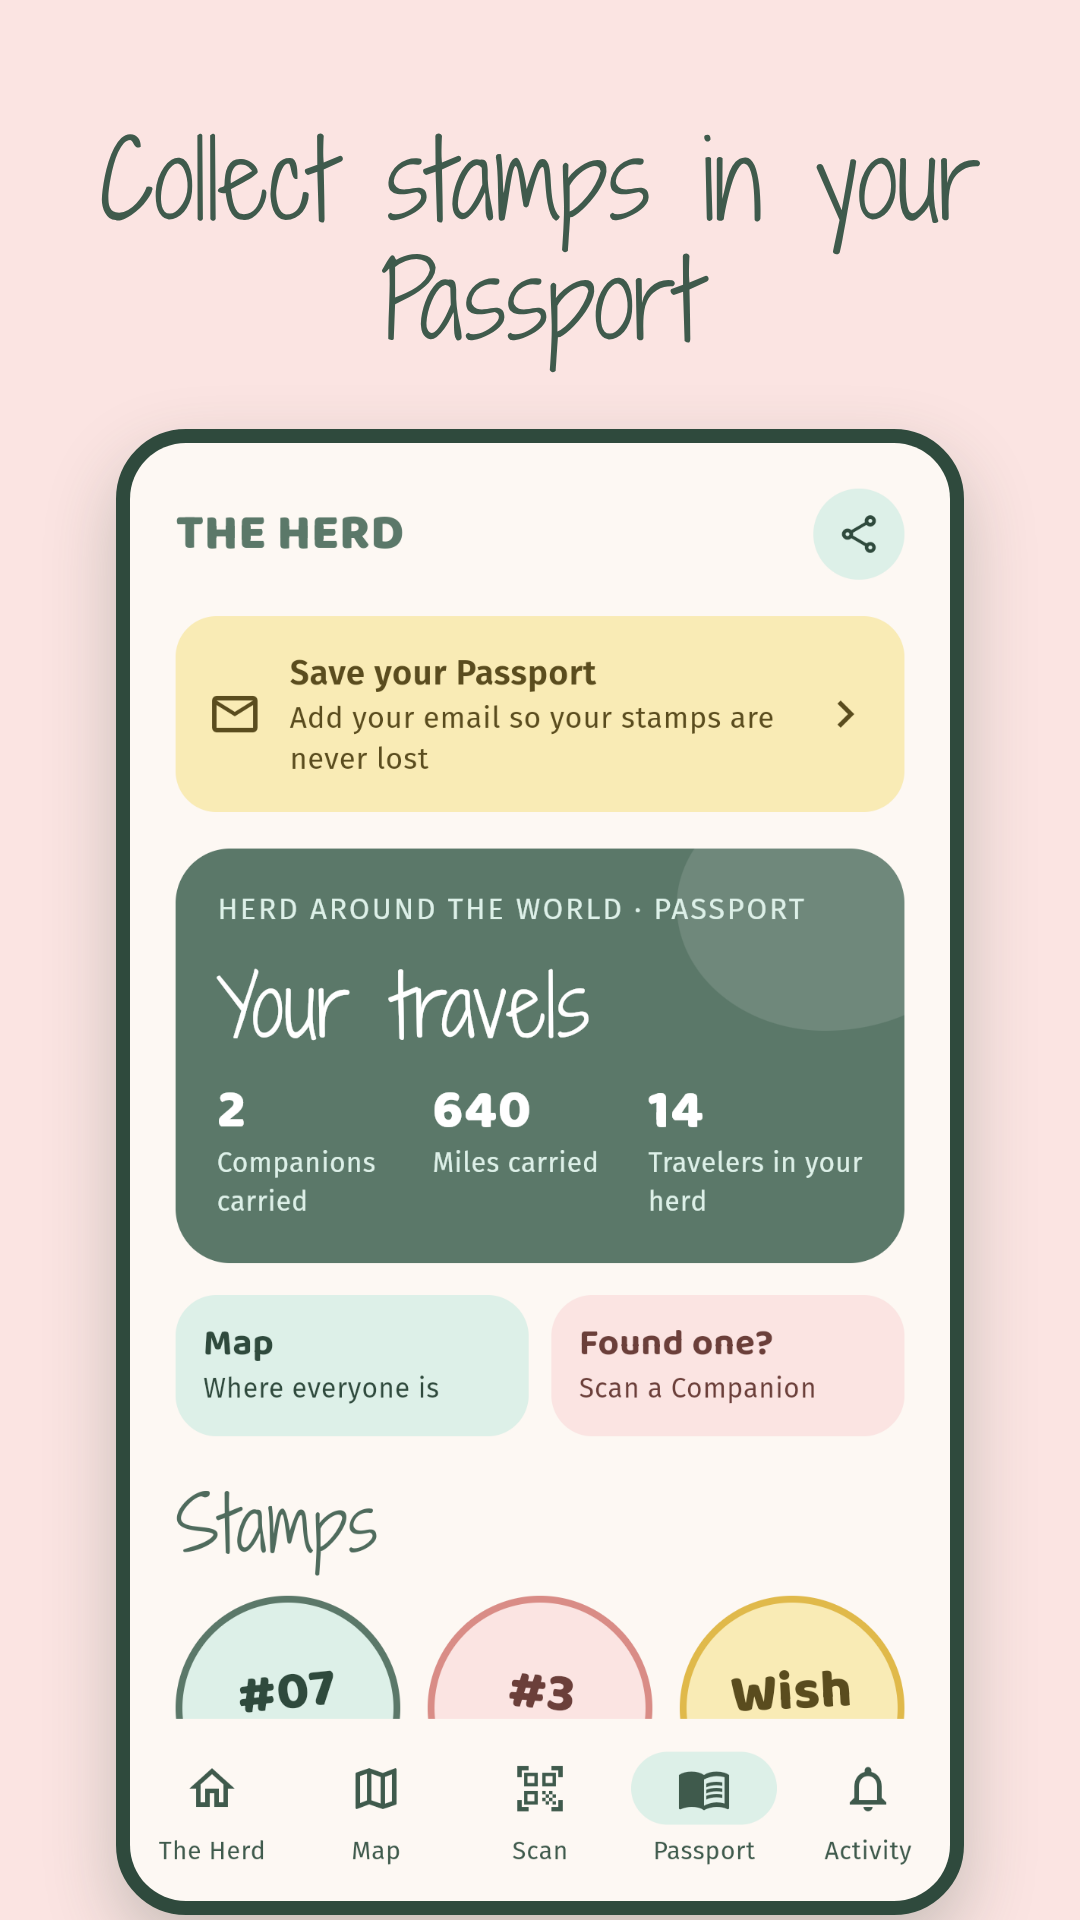 Collect stamps in your
Passport
THE HERD
Save your Passport
Add your email so your stamps are
never lost
HERD AROUND THE WORLD · PASSPORT
Your travels
2
Companions
carried
640
Miles carried
14
Travelers in your
herd
Map
Where everyone is
Found one?
Scan a Companion
Stamps
#07
#3
Wish
The Herd
Map
Scan
Passport
Activity